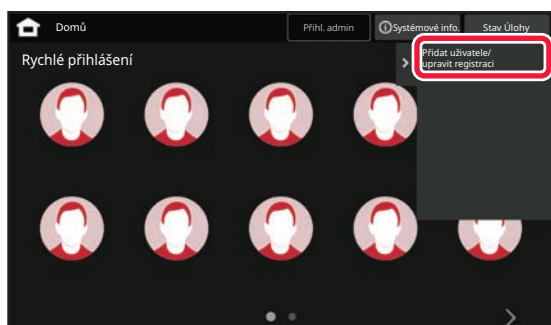 Domů
Přihl. admin
Systémové info.
Stav Úlohy
Rychlé přihlášení
Přidat uživatele/
upravit registraci